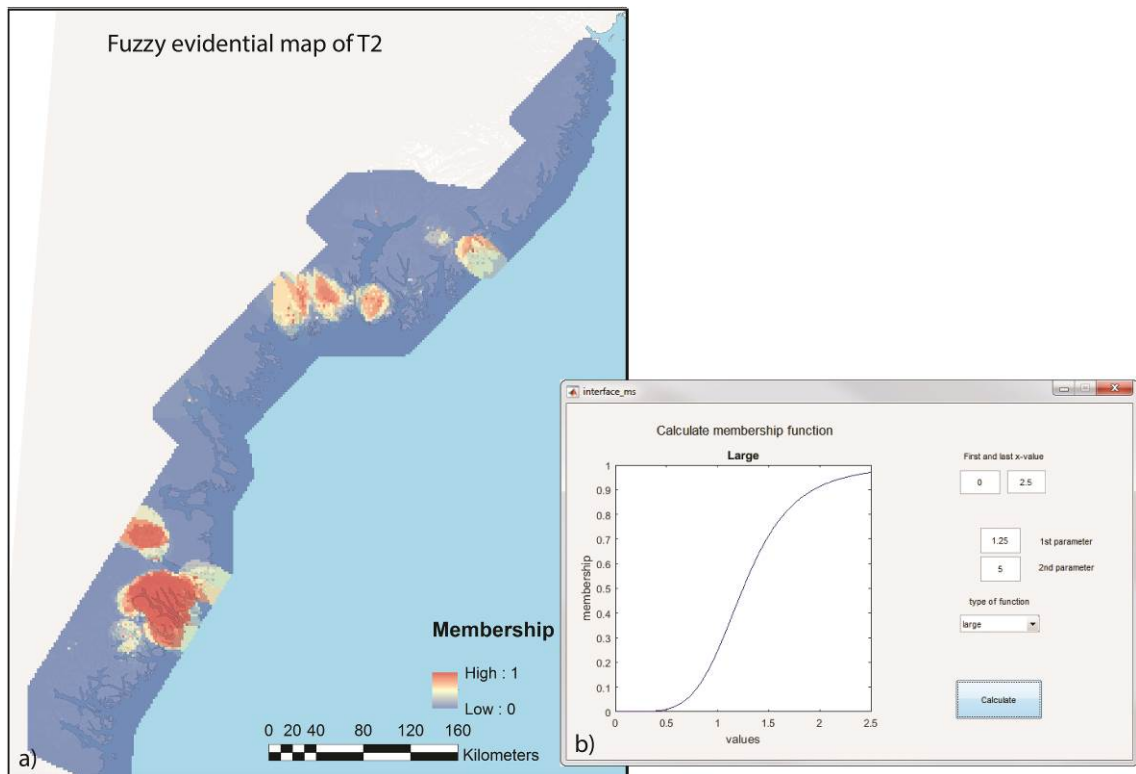 Fuzzy evidential map of T2
Membership
High : 1
Low : 0
0 20 40 80 120 160
Kilometers
a)
interface_ms
Calculate membership function
Large
1
0.9
0.8
0.7
0.6
0.5
0.4
0.3
0.2
0.1
0
membership
0 0.5 1 1.5 2 2.5
values
First and last x-value
0 2.5
1.25 1st parameter
5 2nd parameter
type of function
large
Calculate
b)